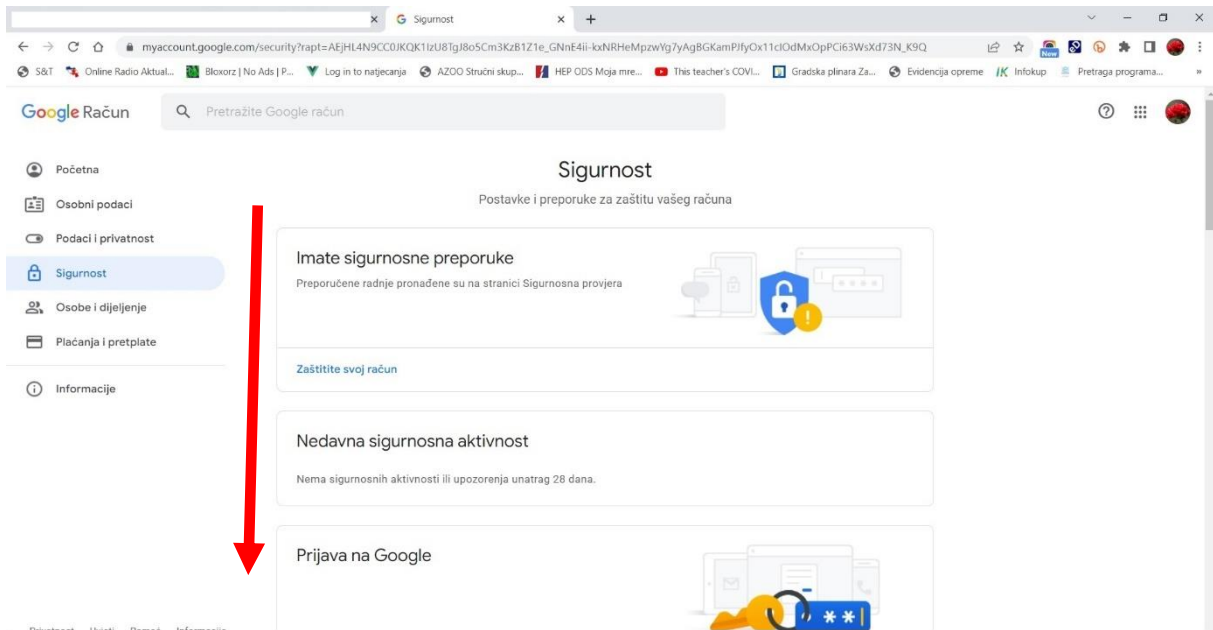 Sigurnost
myaccount.google.com/security?rapt=AEjHL4N9CC0JKQK1IzU8TgJ8o5Cm3KzB1Z1e_GNnE4ii-kxNRHeMpzwYg7yAgBGKamPJfyOx11cIOdMxOpPCi63WsXd73N_K9Q
New
S&T
Online Radio Aktual...
Bloxorz | No Ads | P...
Log in to natjecanja
AZOO Stručni skup...
HEP ODS Moja mre...
This teacher's COVI...
Gradska plinara Za...
Evidencija opreme
IK Infokup
Pretraga programa...
Google Račun
Pretražite Google račun
Početna
Osobni podaci
Podaci i privatnost
Sigurnost
Osobe i dijeljenje
Plaćanja i pretplate
Informacije
Sigurnost
Postavke i preporuke za zaštitu vašeg računa
Imate sigurnosne preporuke
Preporučene radnje pronađene su na stranici Sigurnosna provjera
Zaštitite svoj račun
Nedavna sigurnosna aktivnost
Nema sigurnosnih aktivnosti ili upozorenja unatrag 28 dana.
Prijava na Google